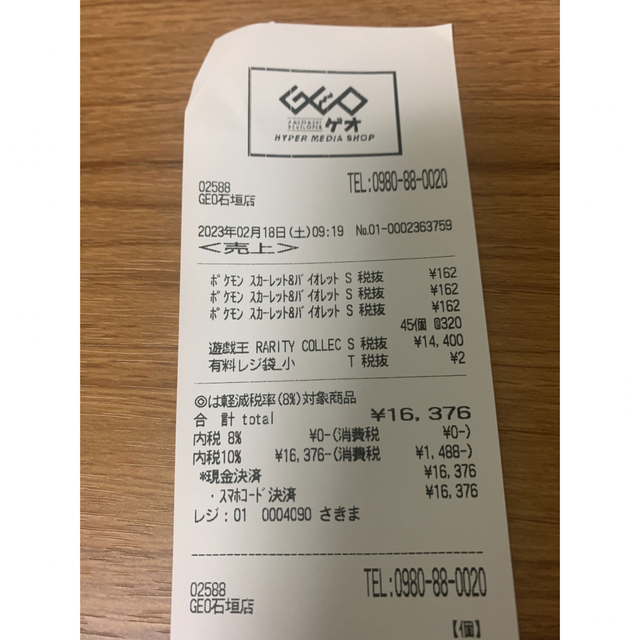 GEO
ゲオ
HYPER MEDIA SHOP
02588 TEL:0980-88-0020
GEO石垣店
2023年02月18日(土)09:19 №01-0002363759
<売上>
ポケモン スカーレット&バイオレット S 税抜 ¥162
ポケモン スカーレット&バイオレット S 税抜 ¥162
ポケモン スカーレット&バイオレット S 税抜 ¥162
45個 @320
遊戯王 RARITY COLLEC S 税抜 ¥14,400
有料レジ袋_小 T 税抜 ¥2
◎は軽減税率(8%)対象商品
合 計 total ¥16,376
内税 8% ¥0-(消費税 ¥0-)
内税10% ¥16,376-(消費税 ¥1,488-)
*現金決済 ¥16,376
・スマホコード決済 ¥16,376
レジ:01 0004090 さきま
02588 TEL:0980-88-0020
GEO石垣店
【個】